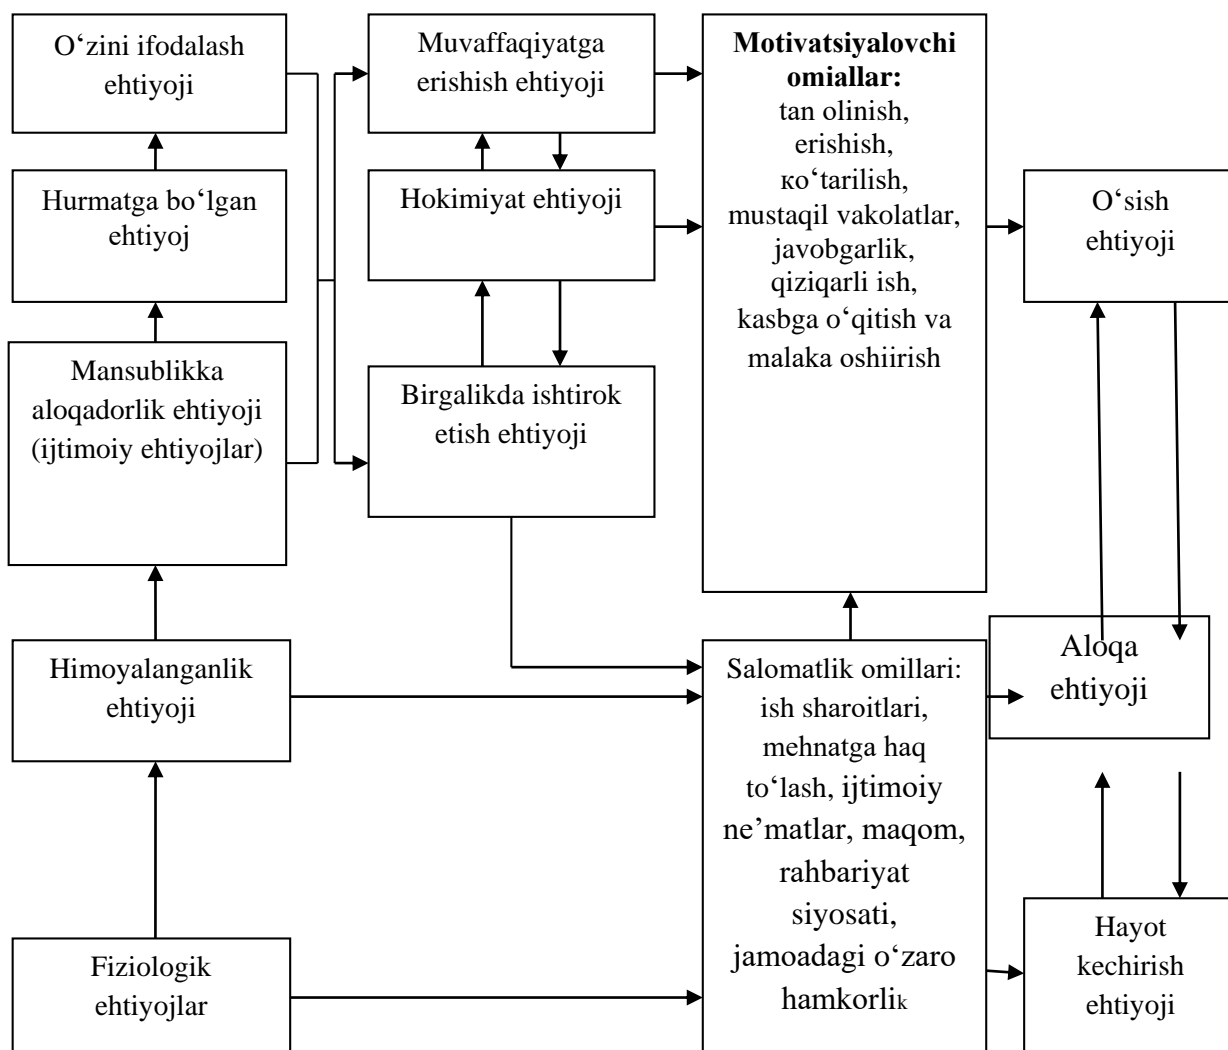 O‘zini ifodalash
ehtiyoji
Hurmatga bo‘lgan
ehtiyoj
Mansublikka
aloqadorlik ehtiyoji
(ijtimoiy ehtiyojlar)
Himoyalanganlik
ehtiyoji
Fiziologik
ehtiyojlar
Muvaffaqiyatga
erishish ehtiyoji
Hokimiyat ehtiyoji
Birgalikda ishtirok
etish ehtiyoji
Motivatsiyalovchi
omiallar:
tan olinish,
erishish,
ко‘tarilish,
mustaqil vakolatlar,
javobgarlik,
qiziqarli ish,
kasbga o‘qitish va
malaka oshiirish
Salomatlik omillari:
ish sharoitlari,
mehnatga haq
to‘lash, ijtimoiy
ne’matlar, maqom,
rahbariyat
siyosati,
jamoadagi o‘zaro
hamkorlik
O‘sish
ehtiyoji
Aloqa
ehtiyoji
Hayot
kechirish
ehtiyoji